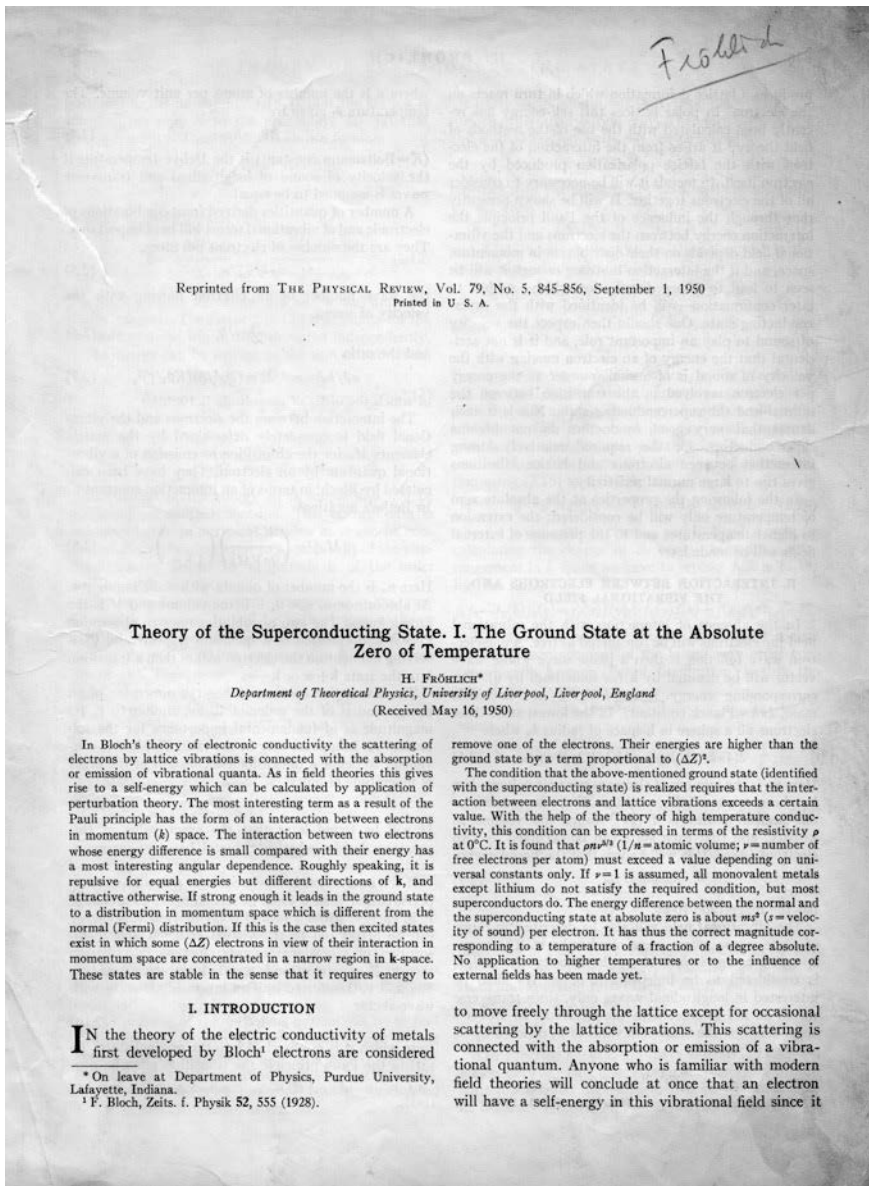 Fröhlich
Reprinted from THE PHYSICAL REVIEW, Vol. 79, No. 5, 845-856, September 1, 1950
Printed in U. S. A.
Theory of the Superconducting State. I. The Ground State at the Absolute
Zero of Temperature
H. FRÖHLICH*
Department of Theoretical Physics, University of Liverpool, Liverpool, England
(Received May 16, 1950)
In Bloch's theory of electronic conductivity the scattering of
electrons by lattice vibrations is connected with the absorption
or emission of vibrational quanta. As in field theories this gives
rise to a self-energy which can be calculated by application of
perturbation theory. The most interesting term as a result of the
Pauli principle has the form of an interaction between electrons
in momentum (k) space. The interaction between two electrons
whose energy difference is small compared with their energy has
a most interesting angular dependence. Roughly speaking, it is
repulsive for equal energies but different directions of k, and
attractive otherwise. If strong enough it leads in the ground state
to a distribution in momentum space which is different from the
normal (Fermi) distribution. If this is the case then excited states
exist in which some (ΔZ) electrons in view of their interaction in
momentum space are concentrated in a narrow region in k-space.
These states are stable in the sense that it requires energy to
remove one of the electrons. Their energies are higher than the
ground state by a term proportional to (ΔZ)².
The condition that the above-mentioned ground state (identified
with the superconducting state) is realized requires that the inter-
action between electrons and lattice vibrations exceeds a certain
value. With the help of the theory of high temperature conduc-
tivity, this condition can be expressed in terms of the resistivity ρ
at 0°C. It is found that ρnν^5/3 (1/n=atomic volume; ν=number of
free electrons per atom) must exceed a value depending on uni-
versal constants only. If ν=1 is assumed, all monovalent metals
except lithium do not satisfy the required condition, but most
superconductors do. The energy difference between the normal and
the superconducting state at absolute zero is about ms² (s=veloc-
ity of sound) per electron. It has thus the correct magnitude cor-
responding to a temperature of a fraction of a degree absolute.
No application to higher temperatures or to the influence of
external fields has been made yet.
I. INTRODUCTION
IN the theory of the electric conductivity of metals
first developed by Bloch¹ electrons are considered
* On leave at Department of Physics, Purdue University,
Lafayette, Indiana.
¹ F. Bloch, Zeits. f. Physik 52, 555 (1928).
to move freely through the lattice except for occasional
scattering by the lattice vibrations. This scattering is
connected with the absorption or emission of a vibra-
tional quantum. Anyone who is familiar with modern
field theories will conclude at once that an electron
will have a self-energy in this vibrational field since it